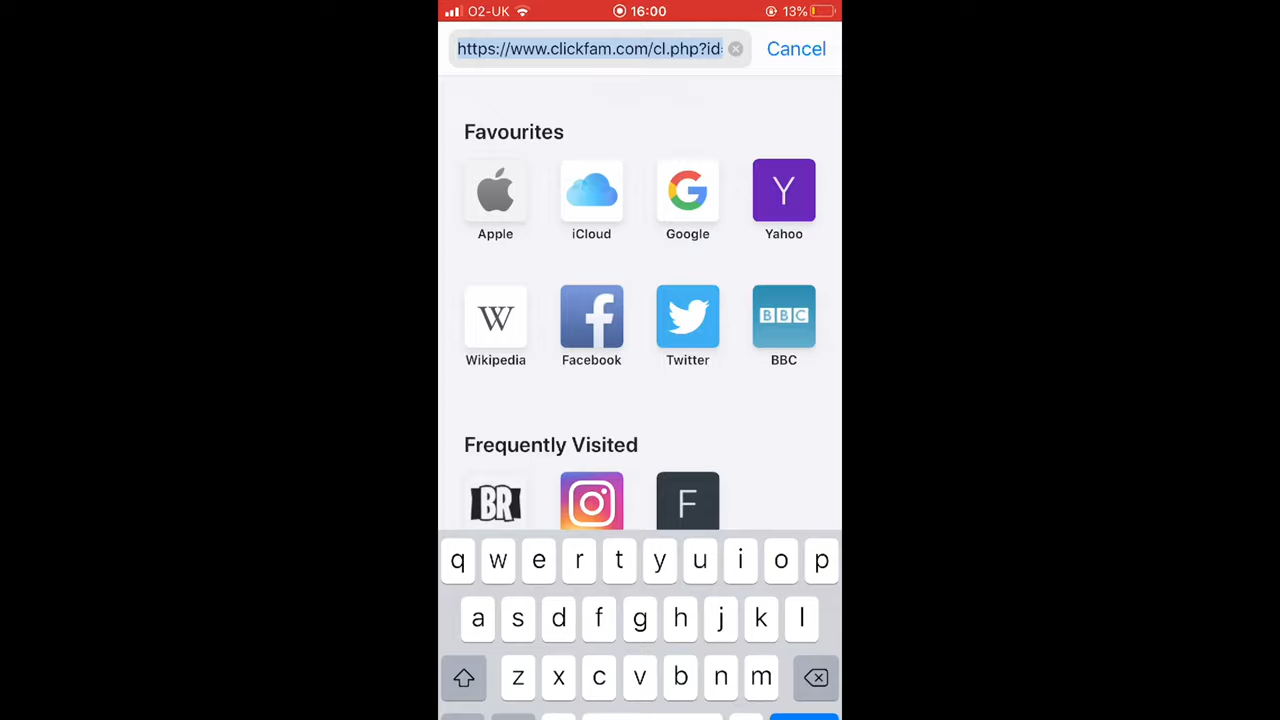 O2-UK 16:00 13%
https://www.clickfam.com/cl.php?id= Cancel
Favourites
Y
Apple iCloud Google Yahoo
W f BBC
Wikipedia Facebook Twitter BBC
Frequently Visited
BR F
q w e r t y u i o p
a s d f g h j k l
z x c v b n m